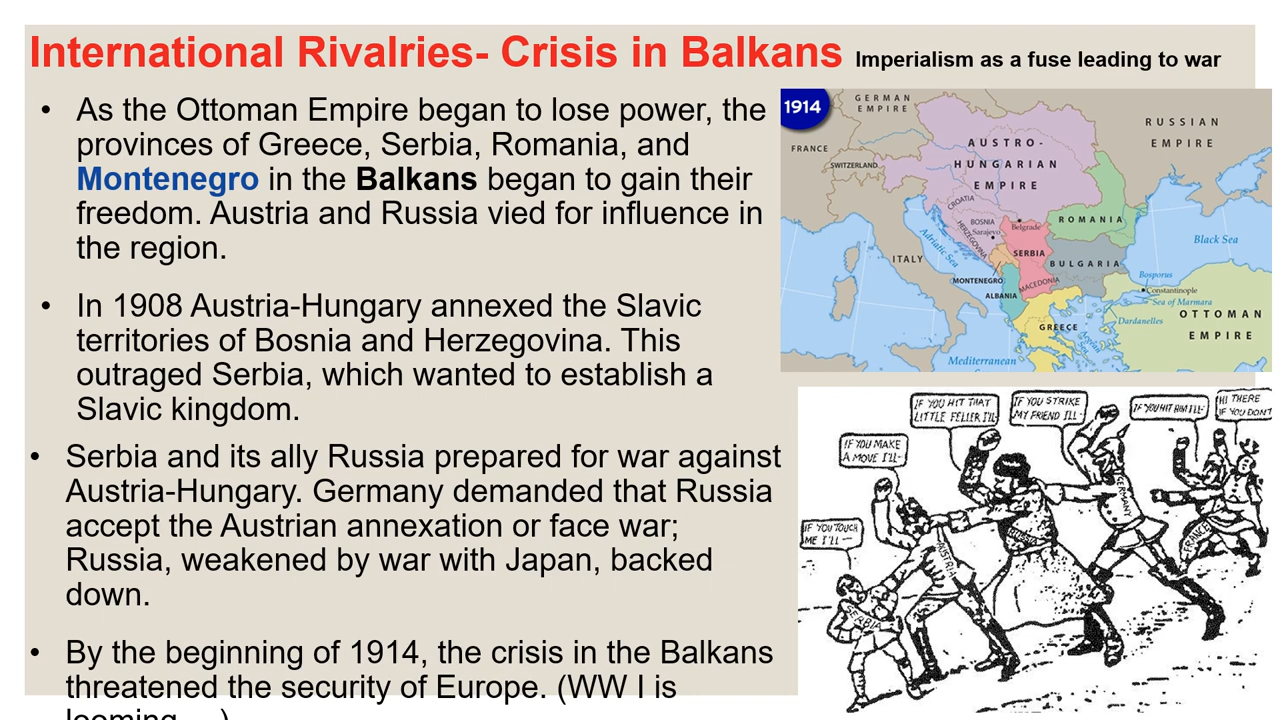 International Rivalries- Crisis in Balkans Imperialism as a fuse leading to war
• As the Ottoman Empire began to lose power, the
provinces of Greece, Serbia, Romania, and
Montenegro in the Balkans began to gain their
freedom. Austria and Russia vied for influence in
the region.
• In 1908 Austria-Hungary annexed the Slavic
territories of Bosnia and Herzegovina. This
outraged Serbia, which wanted to establish a
Slavic kingdom.
• Serbia and its ally Russia prepared for war against
Austria-Hungary. Germany demanded that Russia
accept the Austrian annexation or face war;
Russia, weakened by war with Japan, backed
down.
• By the beginning of 1914, the crisis in the Balkans
threatened the security of Europe. (WW I is
looming
1914
GERMAN
EMPIRE
RUSSIAN
EMPIRE
FRANCE
SWITZERLAND
AUSTRO-
HUNGARIAN
EMPIRE
CROATIA
BOSNIA
HERZEGOVINA
Sarajevo
Belgrade
ROMANIA
SERBIA
BULGARIA
ITALY
Adriatic Sea
MONTENEGRO
ALBANIA
MACEDONIA
GREECE
Aegean
Sea
Black Sea
Bosporus
Constantinople
Sea of Marmara
Dardanelles
OTTOMAN
EMPIRE
Mediterranean
IF YOU TOUCH
ME I'LL—
IF YOU MAKE
A MOVE I'LL-
IF YOU HIT THAT
LITTLE FELLER I'LL
IF YOU STRIKE
MY FRIEND I'LL-
IF YOU HIT HIM I'LL-
HI THERE
IF YOU DON'T
SERBIA
AUSTRIA
RUSSIA
GERMANY
FRANCE